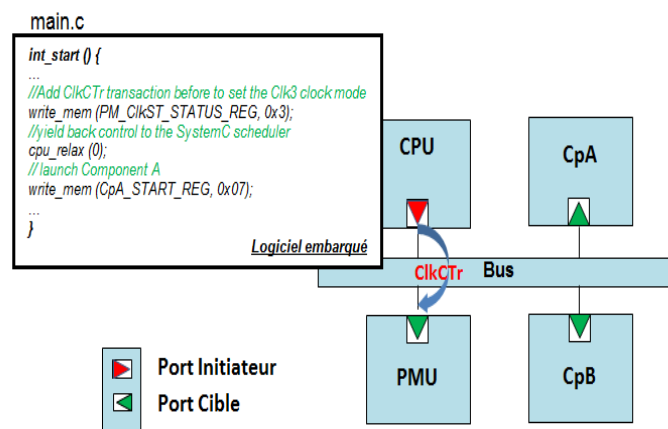 main.c
int_start () {
...
//Add ClkCTr transaction before to set the Clk3 clock mode
write_mem (PM_ClkST_STATUS_REG, 0x3);
//yield back control to the SystemC scheduler
cpu_relax (0);
// launch Component A
write_mem (CpA_START_REG, 0x07);
...
}
Logiciel embarqué
CPU
CpA
ClkCTr
Bus
PMU
CpB
Port Initiateur
Port Cible